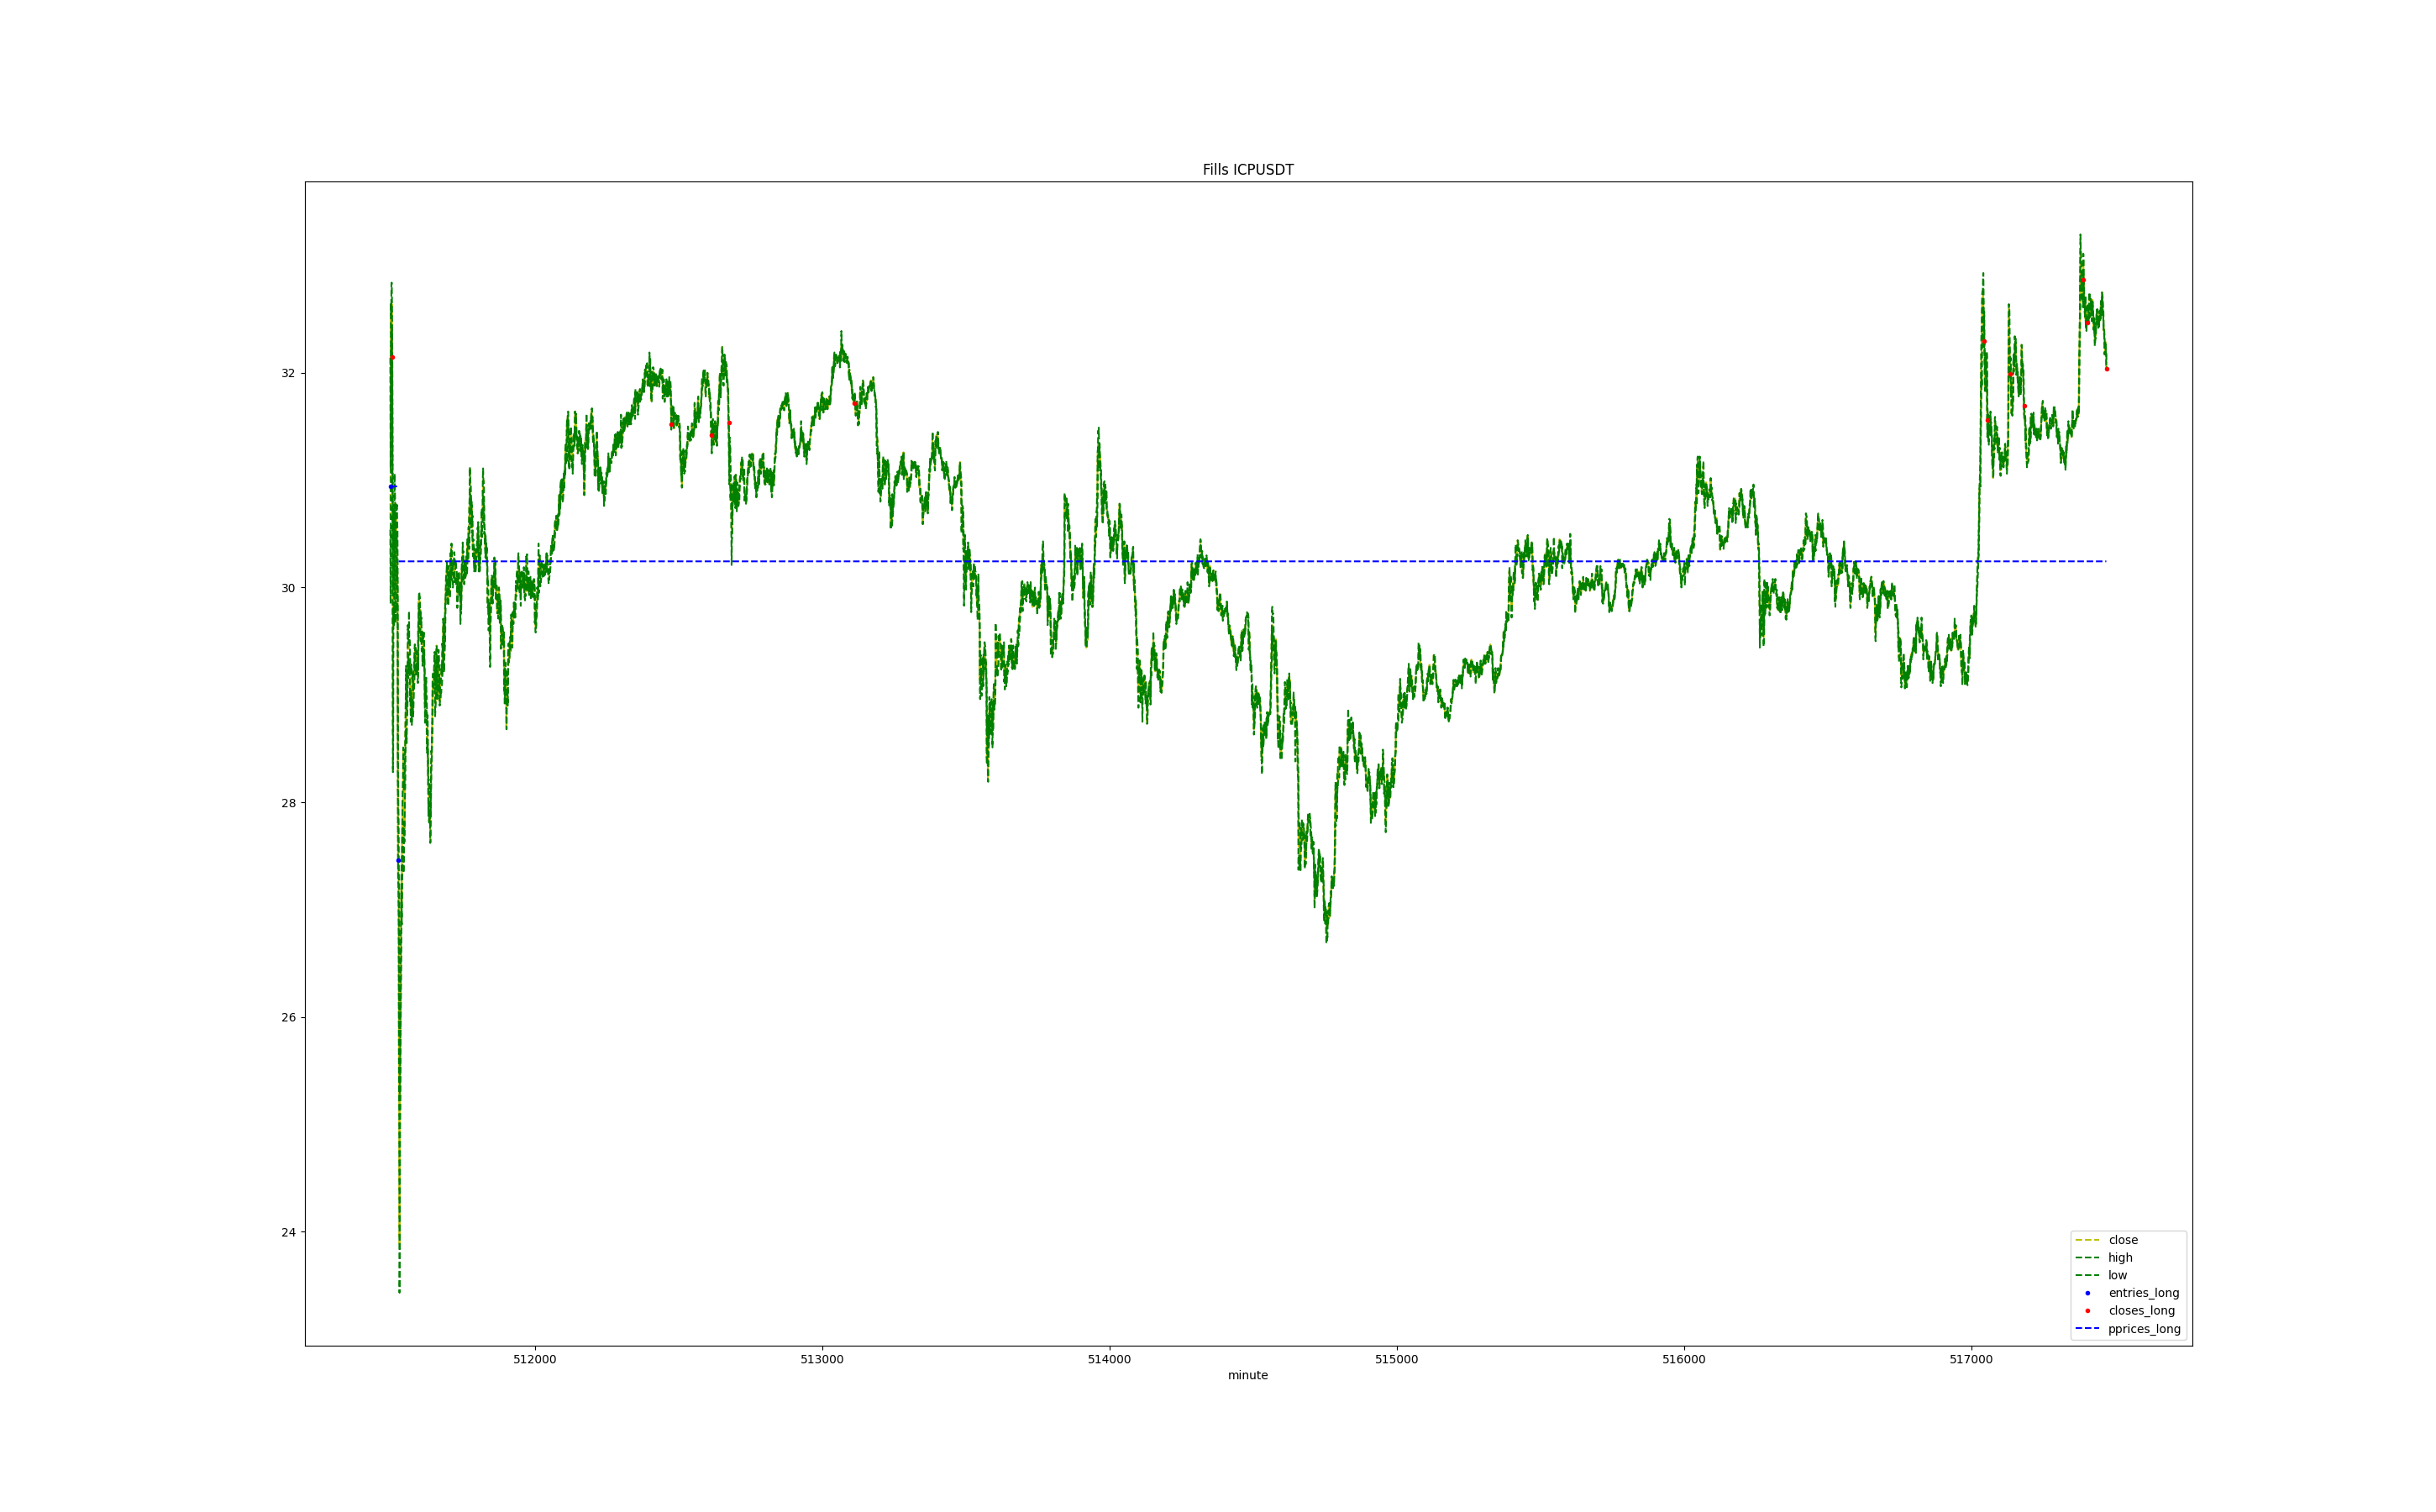 Fills ICPUSDT
32
30
28
26
24
512000
513000
514000
515000
516000
517000
minute
close
high
low
entries_long
closes_long
pprices_long